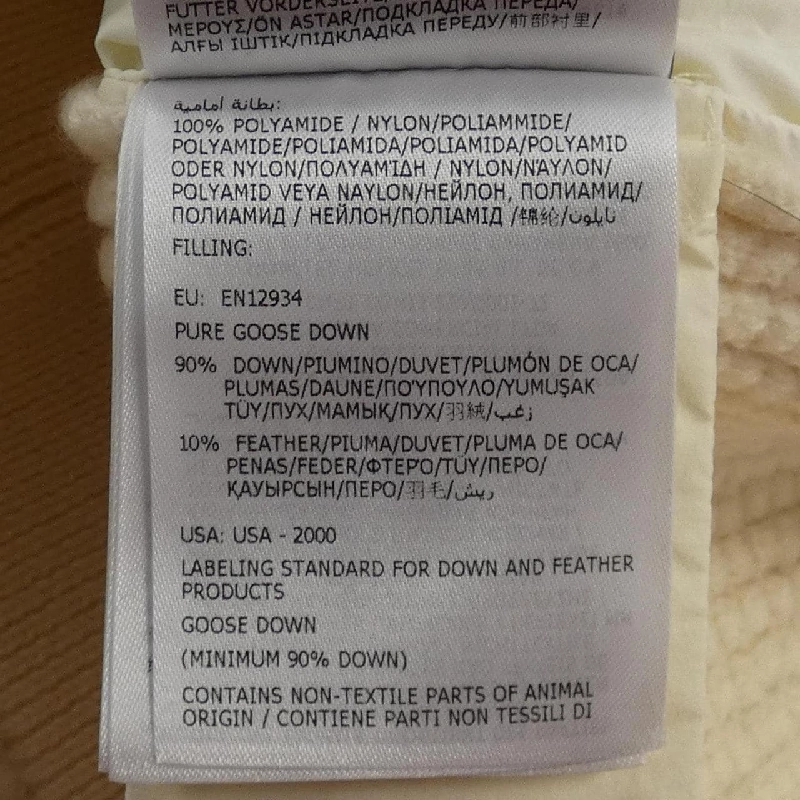 FUTTER VORDERSEITE/
ΜΕΡΟΥΣ/ÖN ASTAR/ПОДКЛАДКА ПЕРЕДА/
АЛҒЫ ІШТІК/ПІДКЛАДКА ПЕРЕДУ/前部衬里/
بطانة أمامية:
100% POLYAMIDE / NYLON/POLIAMMIDE/
POLYAMIDE/POLIAMIDA/POLIAMIDA/POLYAMID
ODER NYLON/ΠΟΛΥΑΜΙΔΗ / NYLON/ΝΆΥΛΟΝ/
POLYAMID VEYA NAYLON/НЕЙЛОН, ПОЛИАМИД/
ПОЛИАМИД / НЕЙЛОН/ПОЛІАМІД /锦纶/نايلون
FILLING:
EU: EN12934
PURE GOOSE DOWN
90% DOWN/PIUMINO/DUVET/PLUMÓN DE OCA/
PLUMAS/DAUNE/ΠΟΎΠΟΥΛΟ/YUMUŞAK
TÜY/ПУХ/МАМЫҚ/ПУХ/羽絨/زغب
10% FEATHER/PIUMA/DUVET/PLUMA DE OCA/
PENAS/FEDER/ΦΤΕΡΌ/TÜY/ПЕРО/
ҚАУЫРСЫН/ПЕРО/羽毛/ريش
USA: USA - 2000
LABELING STANDARD FOR DOWN AND FEATHER
PRODUCTS
GOOSE DOWN
(MINIMUM 90% DOWN)
CONTAINS NON-TEXTILE PARTS OF ANIMAL
ORIGIN / CONTIENE PARTI NON TESSILI DI